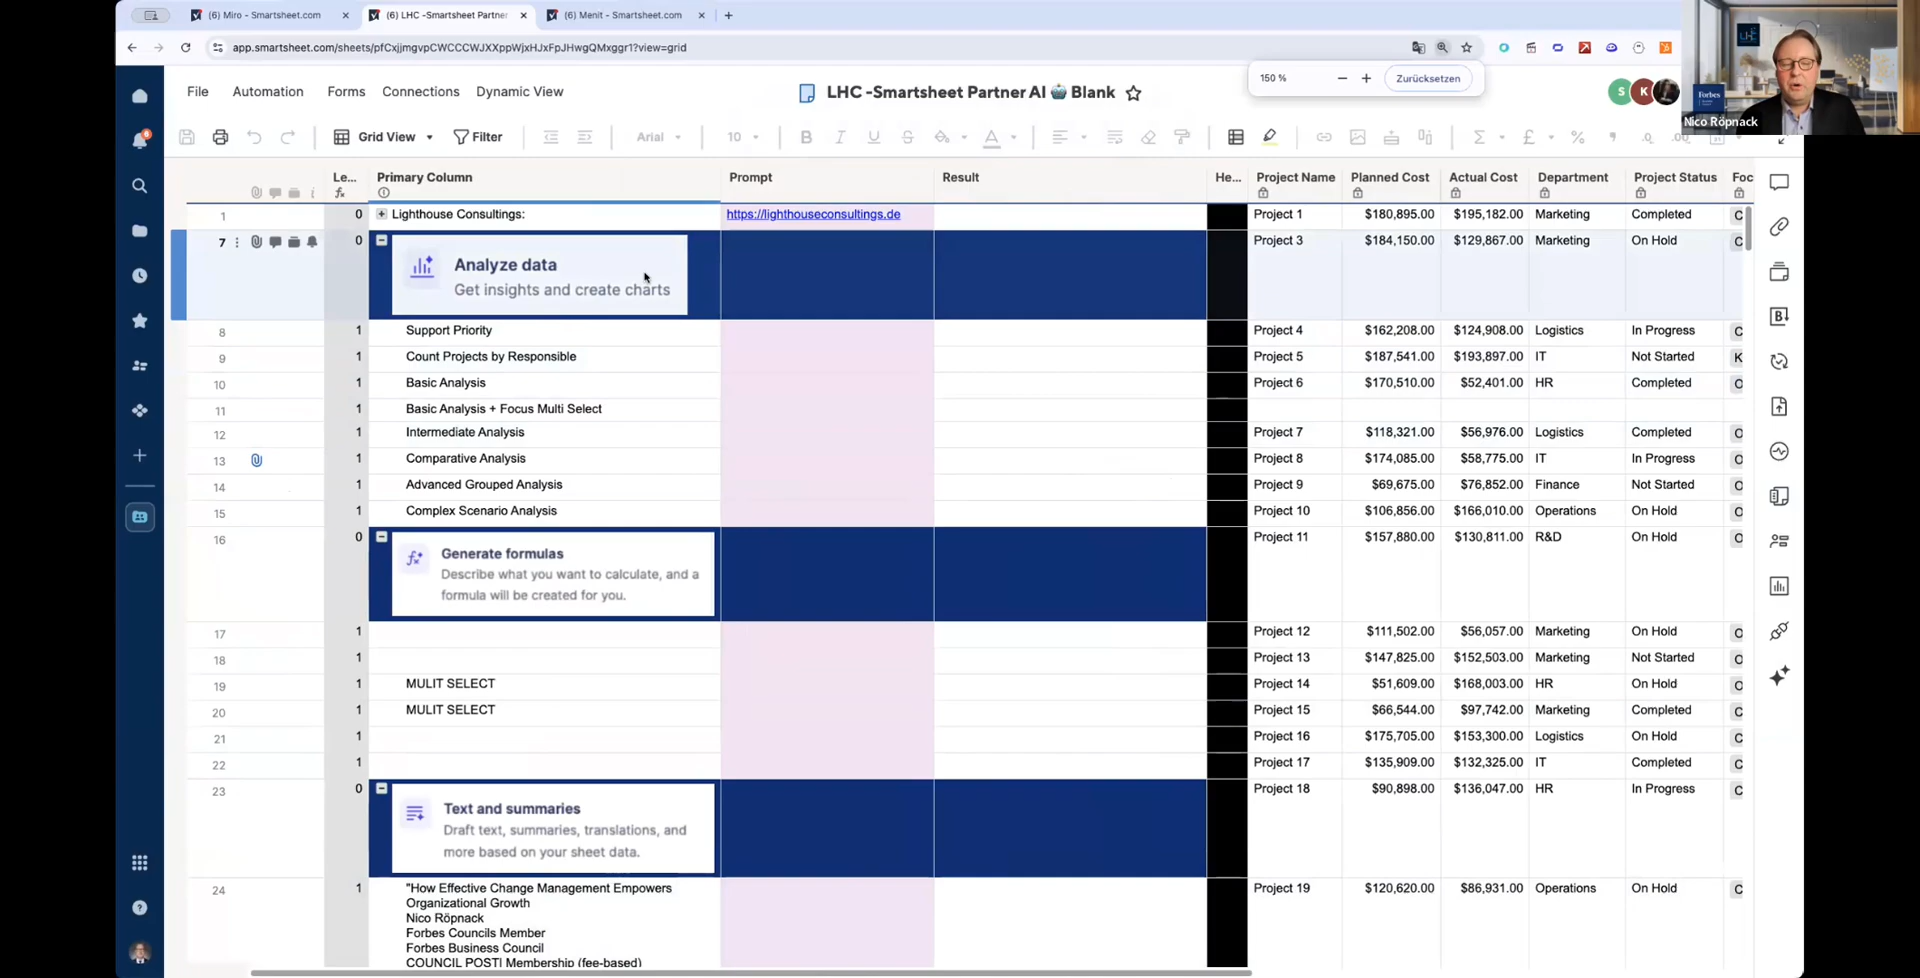 (6) Miro - Smartsheet.com
(6) LHC -Smartsheet Partner
(6) Menit - Smartsheet.com
app.smartsheet.com/sheets/pfCxjjmgvpCWCCCWJXXppWjxHJxFpJHwgQMxggr1?view=grid
150 %
Zurücksetzen
File
Automation
Forms
Connections
Dynamic View
LHC -Smartsheet Partner AI 🤖 Blank
S
K
Forbes
Nico Röpnack
Grid View
Filter
Arial
10
Le... Primary Column Prompt Result He... Project Name Planned Cost Actual Cost Department Project Status Foc
1 0 Lighthouse Consultings: https://lighthouseconsultings.de Project 1 $180,895.00 $195,182.00 Marketing Completed C
7 0 Project 3 $184,150.00 $129,867.00 Marketing On Hold C
Analyze data
Get insights and create charts
8 1 Support Priority Project 4 $162,208.00 $124,908.00 Logistics In Progress C
9 1 Count Projects by Responsible Project 5 $187,541.00 $193,897.00 IT Not Started K
10 1 Basic Analysis Project 6 $170,510.00 $52,401.00 HR Completed O
11 1 Basic Analysis + Focus Multi Select
12 1 Intermediate Analysis Project 7 $118,321.00 $56,976.00 Logistics Completed O
13 1 Comparative Analysis Project 8 $174,085.00 $58,775.00 IT In Progress C
14 1 Advanced Grouped Analysis Project 9 $69,675.00 $76,852.00 Finance Not Started O
15 1 Complex Scenario Analysis Project 10 $106,856.00 $166,010.00 Operations On Hold C
16 0 Project 11 $157,880.00 $130,811.00 R&D On Hold O
Generate formulas
Describe what you want to calculate, and a
formula will be created for you.
17 1 Project 12 $111,502.00 $56,057.00 Marketing On Hold O
18 1 Project 13 $147,825.00 $152,503.00 Marketing Not Started O
19 1 MULIT SELECT Project 14 $51,609.00 $168,003.00 HR On Hold O
20 1 MULIT SELECT Project 15 $66,544.00 $97,742.00 Marketing Completed C
21 1 Project 16 $175,705.00 $153,300.00 Logistics On Hold C
22 1 Project 17 $135,909.00 $132,325.00 IT Completed C
23 0 Project 18 $90,898.00 $136,047.00 HR In Progress C
Text and summaries
Draft text, summaries, translations, and
more based on your sheet data.
24 1 "How Effective Change Management Empowers Project 19 $120,620.00 $86,931.00 Operations On Hold C
Organizational Growth
Nico Röpnack
Forbes Councils Member
Forbes Business Council
COUNCIL POST| Membership (fee-based)